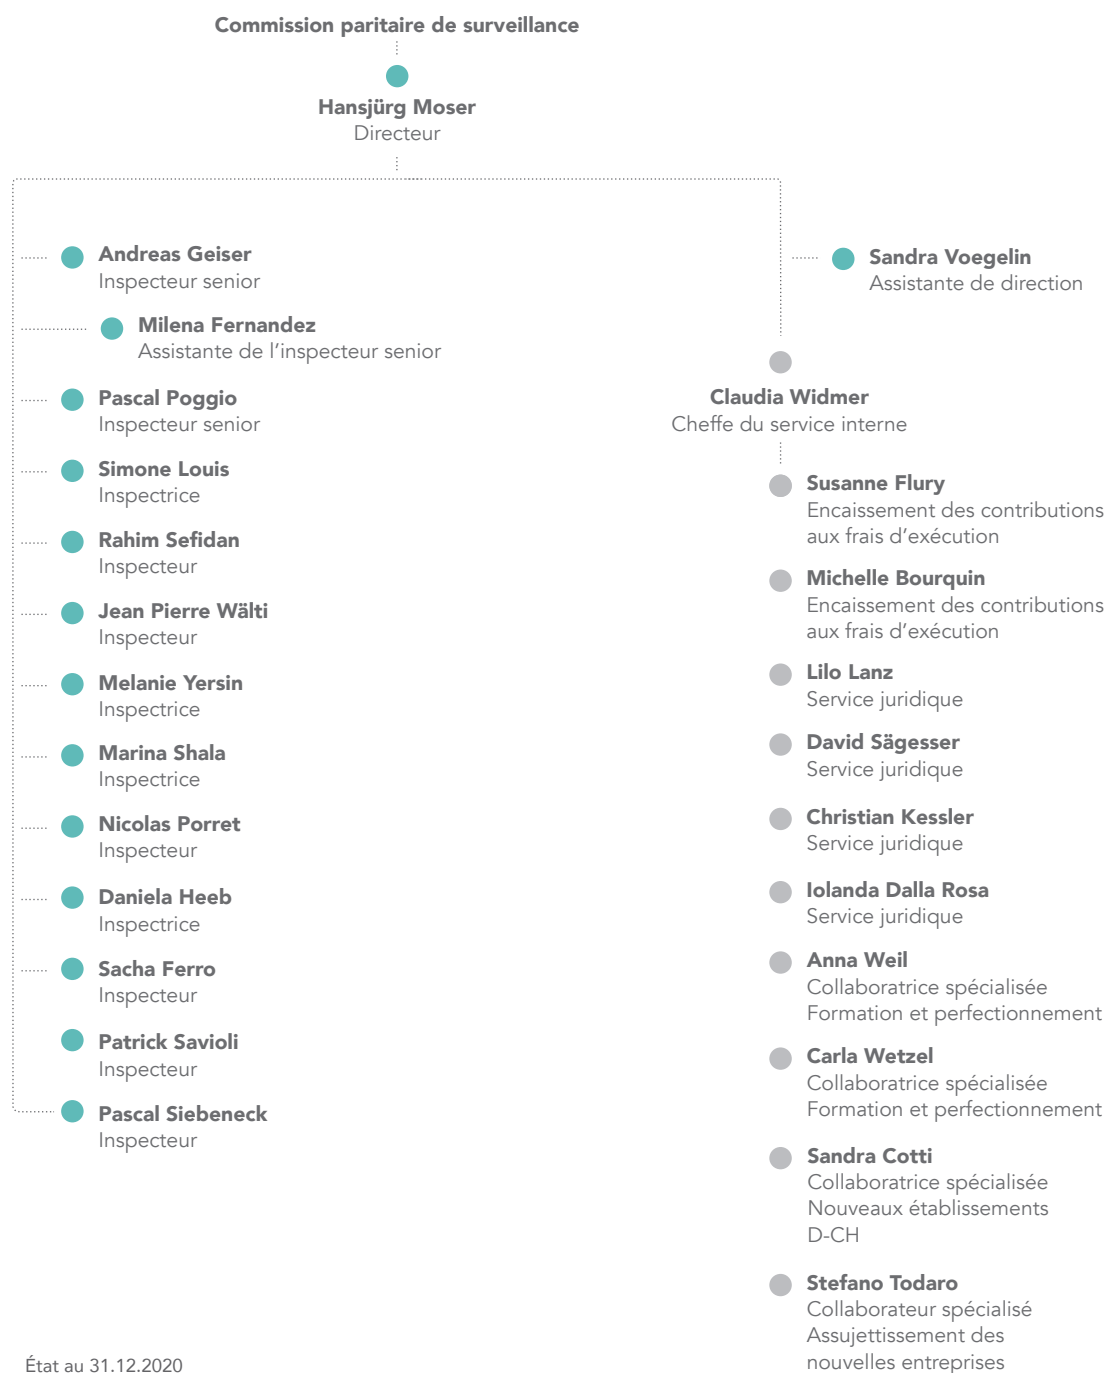 Commission paritaire de surveillance
Hansjürg Moser
Directeur
Andreas Geiser
Inspecteur senior
Milena Fernandez
Assistante de l’inspecteur senior
Pascal Poggio
Inspecteur senior
Simone Louis
Inspectrice
Rahim Sefidan
Inspecteur
Jean Pierre Wälti
Inspecteur
Melanie Yersin
Inspectrice
Marina Shala
Inspectrice
Nicolas Porret
Inspecteur
Daniela Heeb
Inspectrice
Sacha Ferro
Inspecteur
Patrick Savioli
Inspecteur
Pascal Siebeneck
Inspecteur
Sandra Voegelin
Assistante de direction
Claudia Widmer
Cheffe du service interne
Susanne Flury
Encaissement des contributions
aux frais d’exécution
Michelle Bourquin
Encaissement des contributions
aux frais d’exécution
Lilo Lanz
Service juridique
David Sägesser
Service juridique
Christian Kessler
Service juridique
Iolanda Dalla Rosa
Service juridique
Anna Weil
Collaboratrice spécialisée
Formation et perfectionnement
Carla Wetzel
Collaboratrice spécialisée
Formation et perfectionnement
Sandra Cotti
Collaboratrice spécialisée
Nouveaux établissements
D-CH
Stefano Todaro
Collaborateur spécialisé
Assujettissement des
nouvelles entreprises
État au 31.12.2020